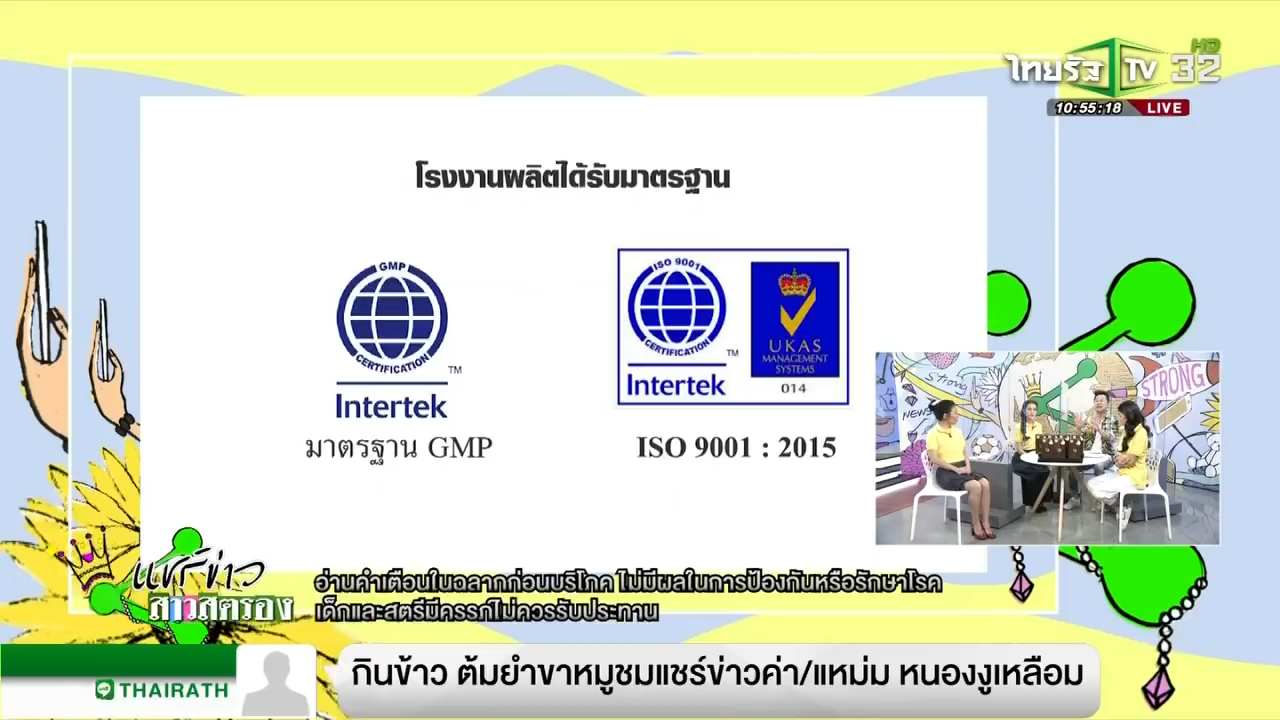 ไทยรัฐ TV 32 HD
10:55:18 LIVE
โรงงานผลิตได้รับมาตรฐาน
GMP
CERTIFICATION
TM
Intertek
มาตรฐาน GMP
ISO 9001
CERTIFICATION
TM
Intertek
UKAS
MANAGEMENT
SYSTEMS
014
ISO 9001 : 2015
Strong
NEWS
STRONG
แชร์ข่าว
สาวสตรอง
อ่านคำเตือนในฉลากก่อนบริโภค ไม่มีผลในการป้องกันหรือรักษาโรค
เด็กและสตรีมีครรภ์ไม่ควรรับประทาน
THAIRATH
กินข้าว ต้มยำขาหมูชมแชร์ข่าวค่า/แหม่ม หนองงูเหลือม